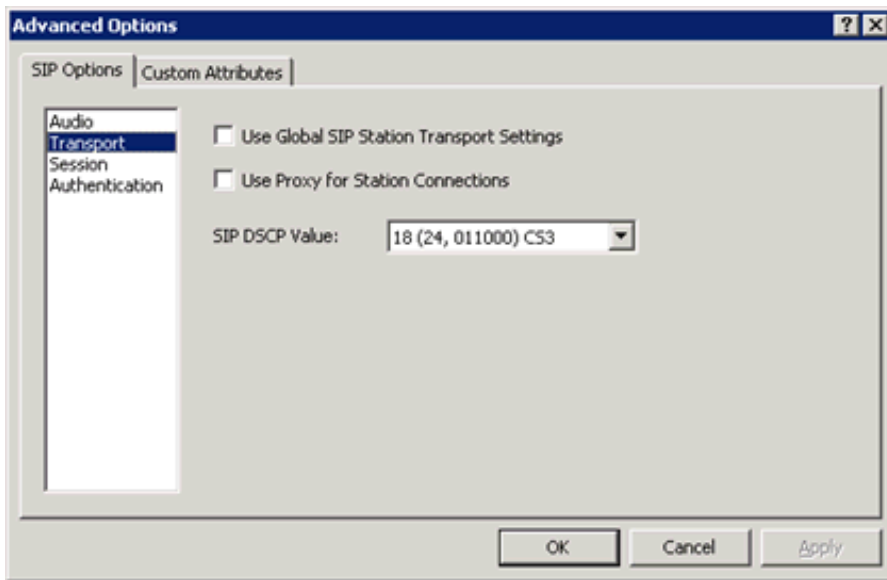 Advanced Options
SIP Options
Custom Attributes
Audio
Transport
Session
Authentication
Use Global SIP Station Transport Settings
Use Proxy for Station Connections
SIP DSCP Value:
18 (24, 011000) CS3
OK
Cancel
Apply